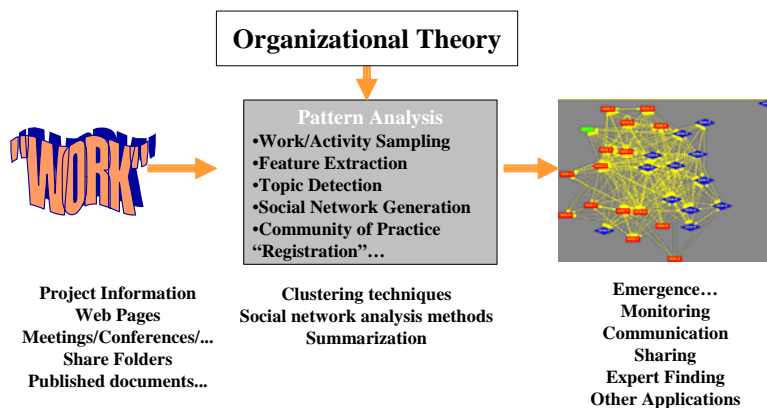 Organizational Theory
"WORK"
Pattern Analysis
•Work/Activity Sampling
•Feature Extraction
•Topic Detection
•Social Network Generation
•Community of Practice
“Registration”…
Project Information
Web Pages
Meetings/Conferences/...
Share Folders
Published documents...
Clustering techniques
Social network analysis methods
Summarization
Emergence…
Monitoring
Communication
Sharing
Expert Finding
Other Applications